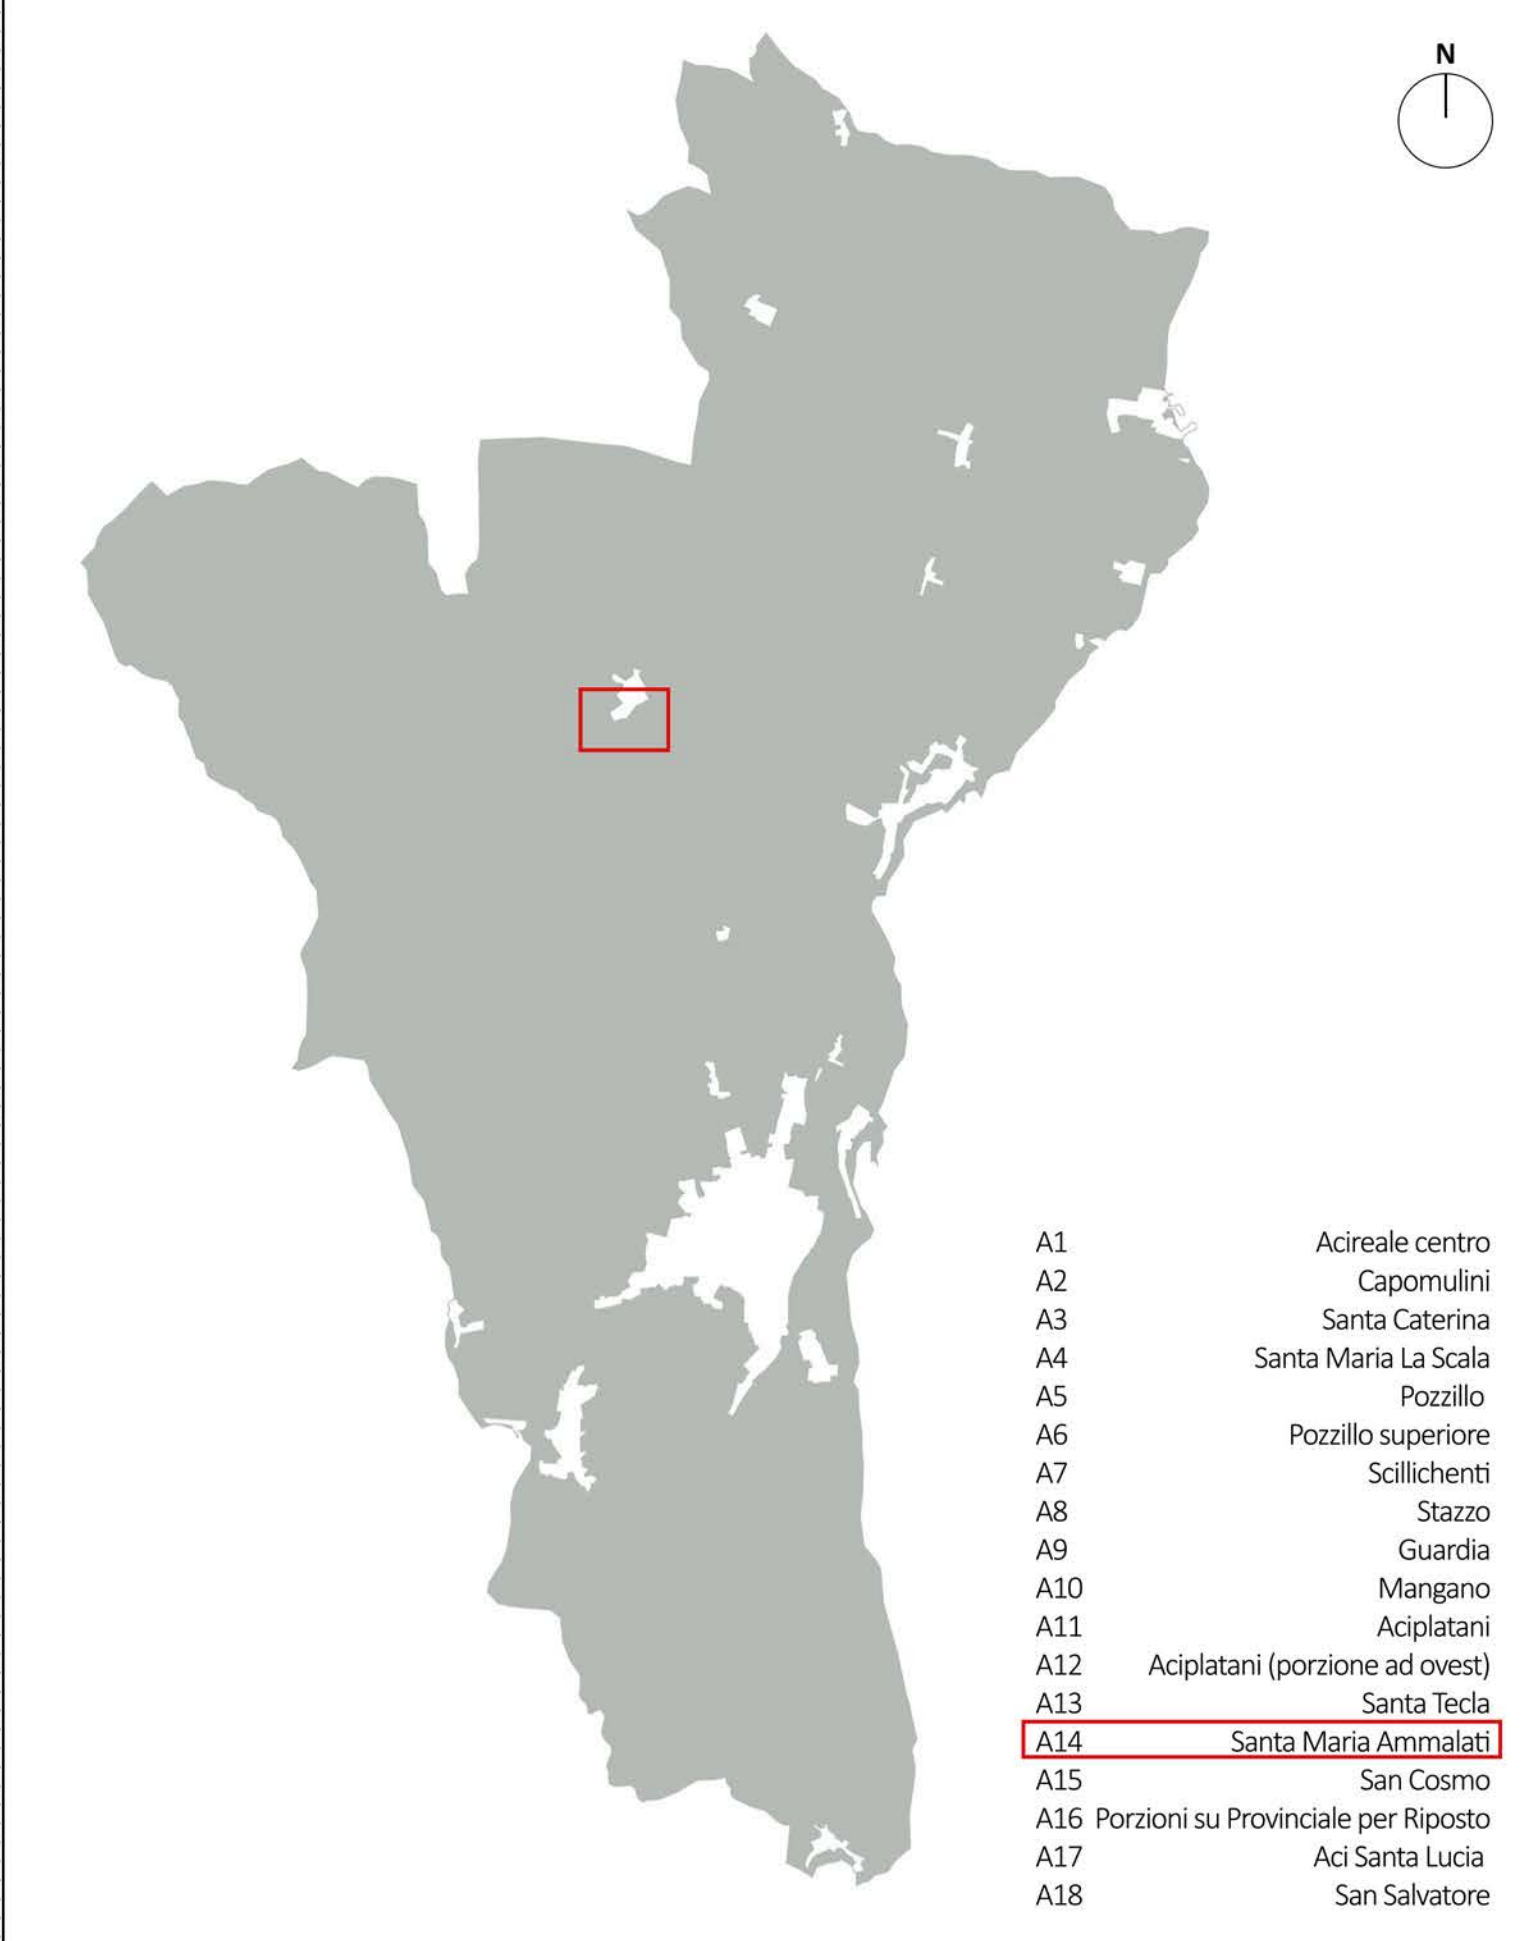 N
A1 Acireale centro
A2 Capomulini
A3 Santa Caterina
A4 Santa Maria La Scala
A5 Pozzillo
A6 Pozzillo superiore
A7 Scillichenti
A8 Stazzo
A9 Guardia
A10 Mangano
A11 Aciplatani
A12 Aciplatani (porzione ad ovest)
A13 Santa Tecla
A14 Santa Maria Ammalati
A15 San Cosmo
A16 Porzioni su Provinciale per Riposto
A17 Aci Santa Lucia
A18 San Salvatore